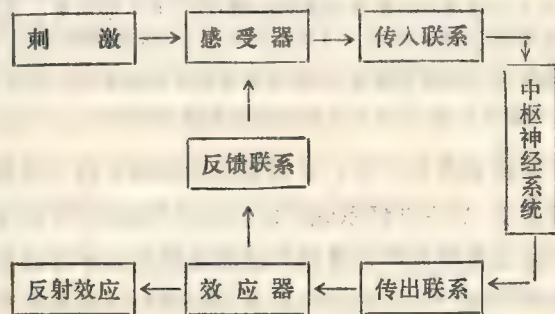 刺 激
感 受 器
传入联系
中枢神经系统
反馈联系
反射效应
效 应 器
传出联系